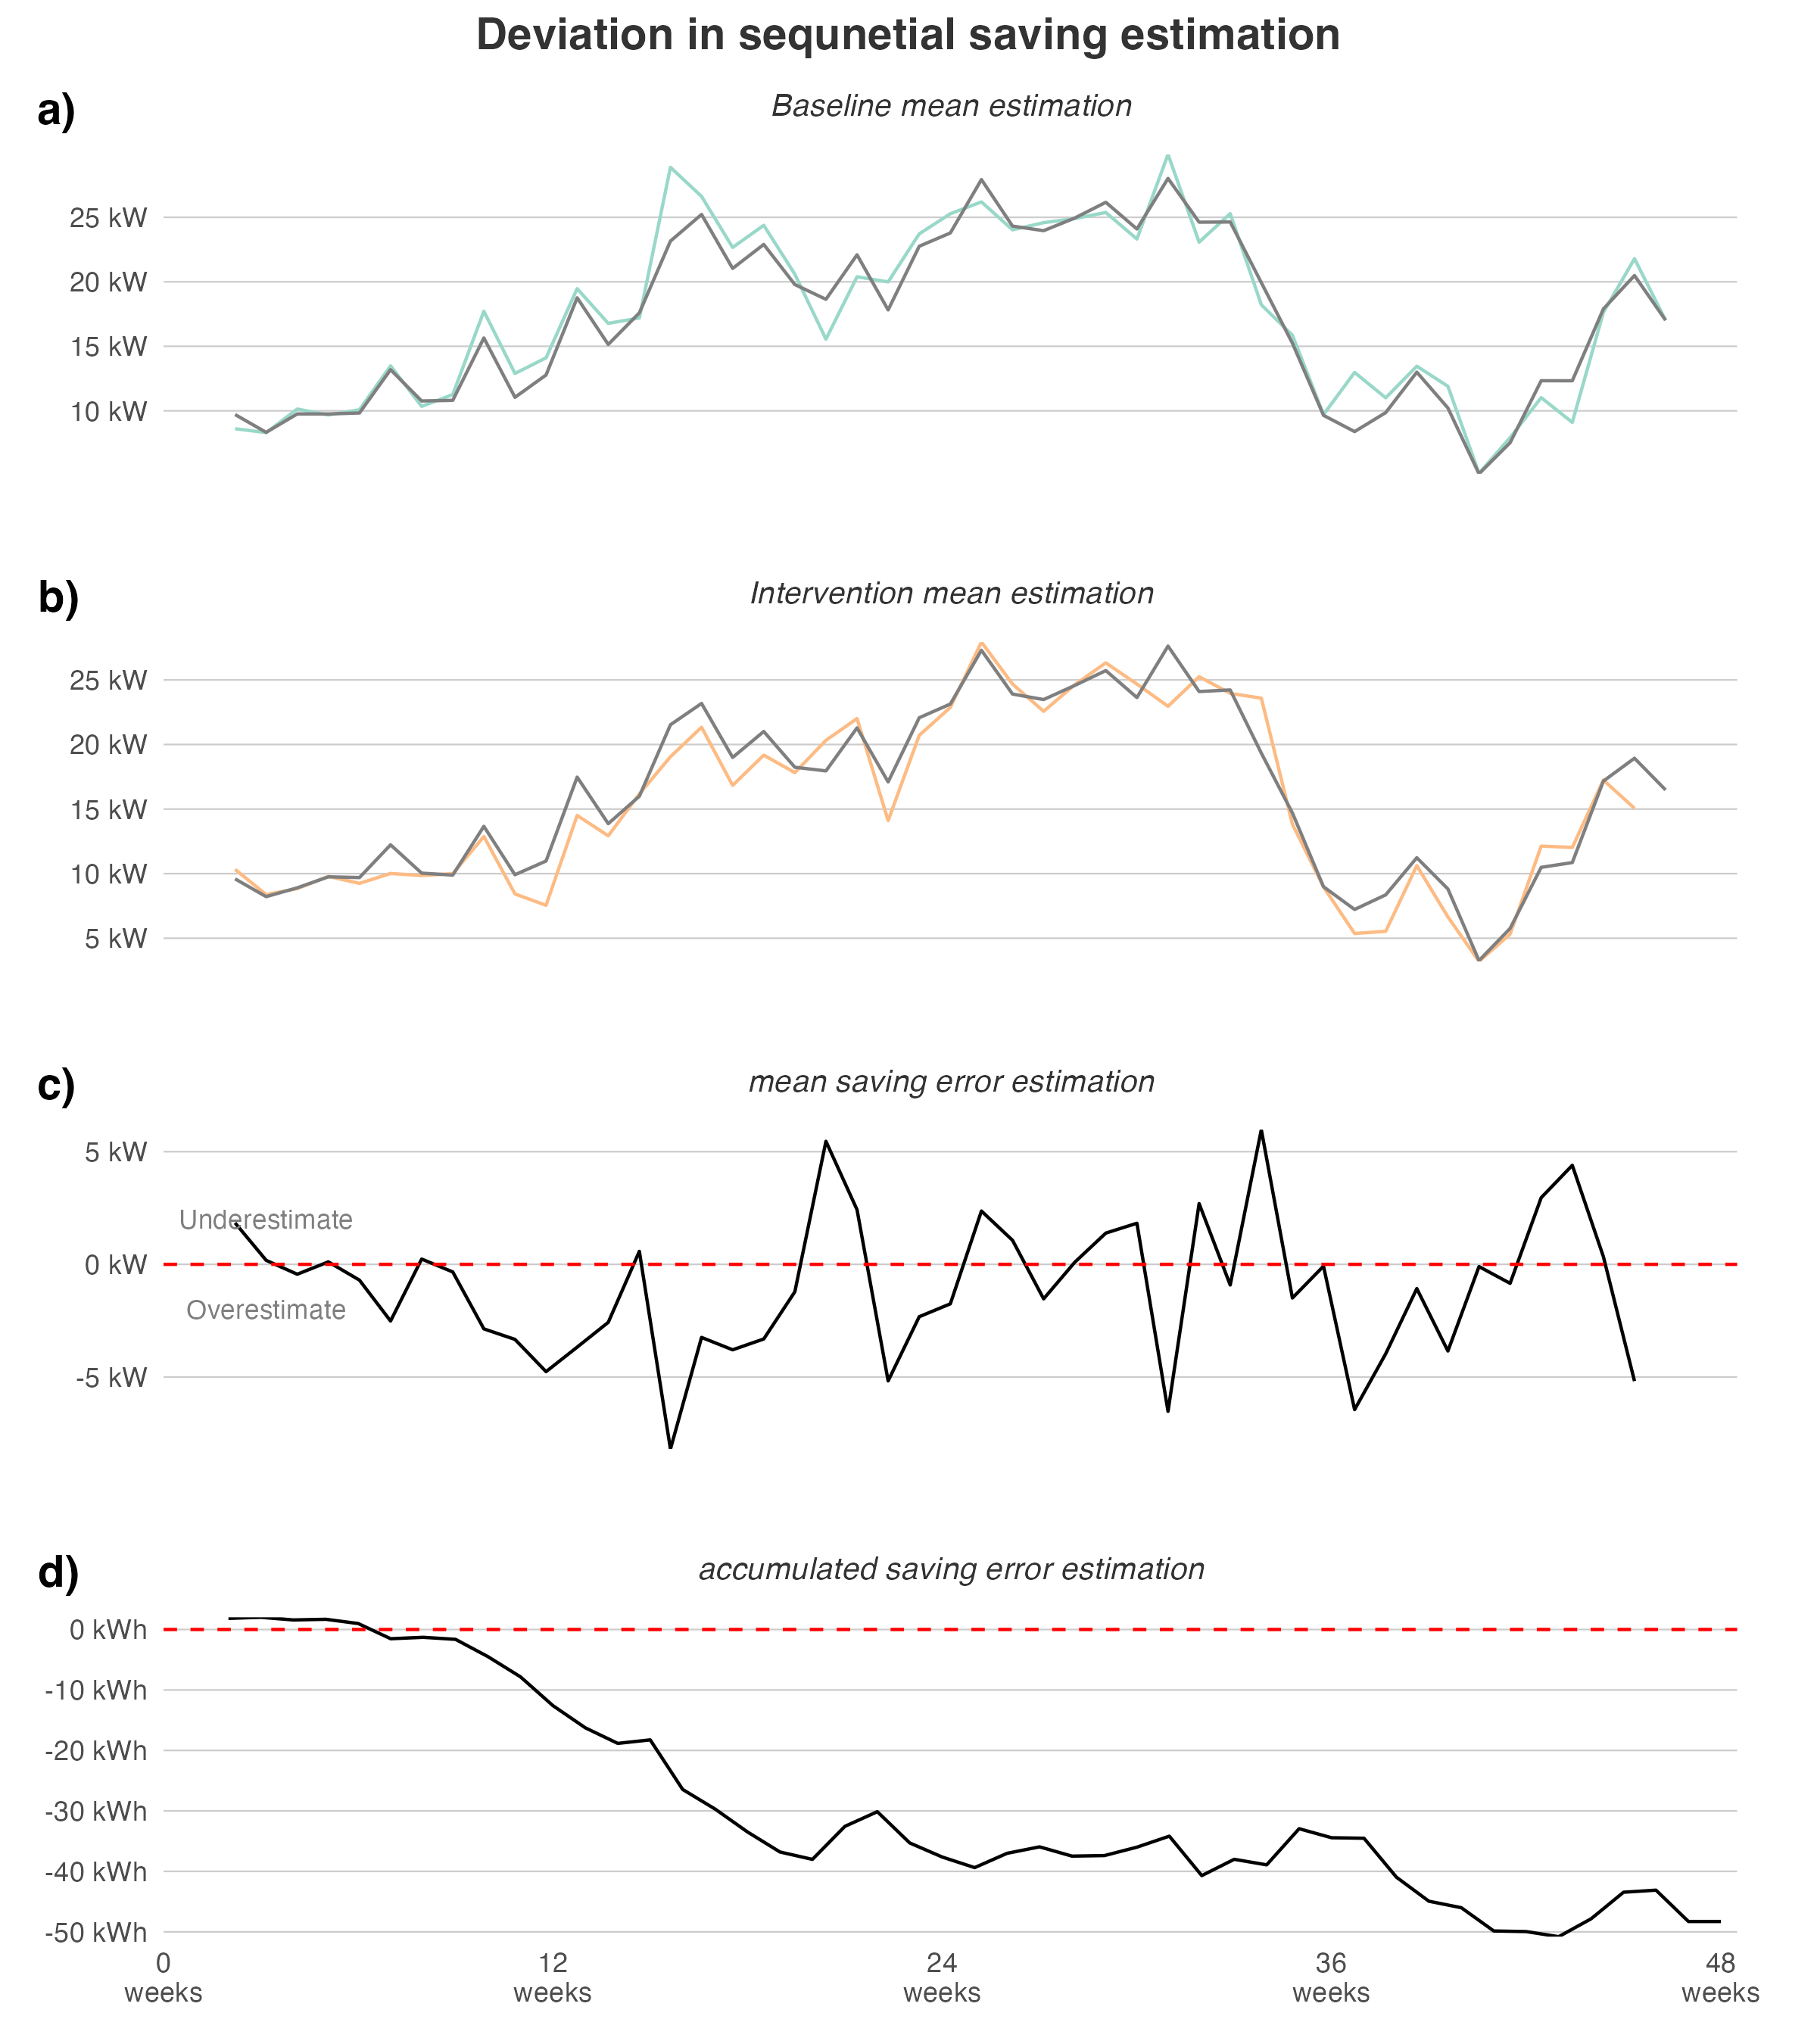 Deviation in sequnetial saving estimation
a)
Baseline mean estimation
25 kW
20 kW
15 kW
10 kW
b)
Intervention mean estimation
25 kW
20 kW
15 kW
10 kW
5 kW
c)
mean saving error estimation
5 kW
Underestimate
0 kW
Overestimate
-5 kW
d)
accumulated saving error estimation
0 kWh
-10 kWh
-20 kWh
-30 kWh
-40 kWh
-50 kWh
0 12 24 36 48
weeks weeks weeks weeks weeks